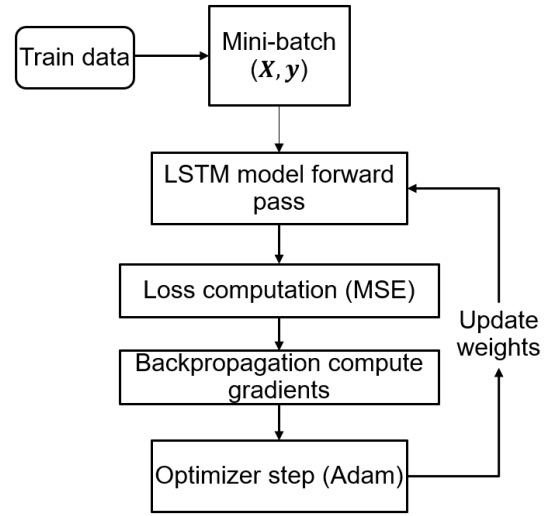 Train data
Mini-batch
(X, y)
LSTM model forward
pass
Loss computation (MSE)
Backpropagation compute
gradients
Optimizer step (Adam)
Update
weights